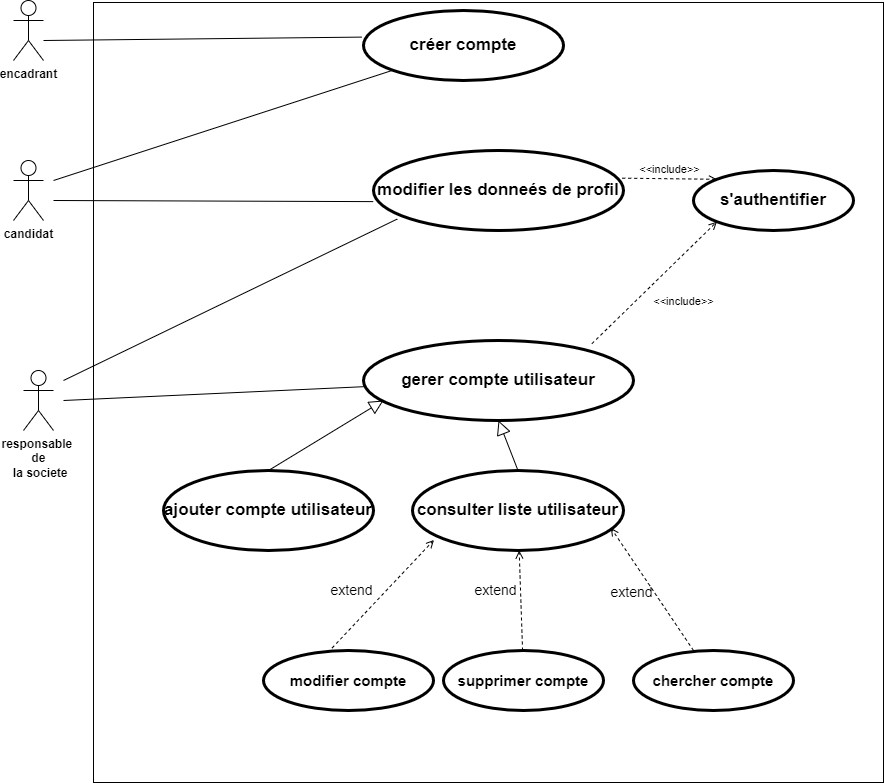 créer compte
encadrant
<<include>>
modifier les donneés de profil
s'authentifier
candidat
<<include>>
gerer compte utilisateur
responsable
de
la societe
ajouter compte utilisateur
consulter liste utilisateur
extend
extend
extend
modifier compte
supprimer compte
chercher compte